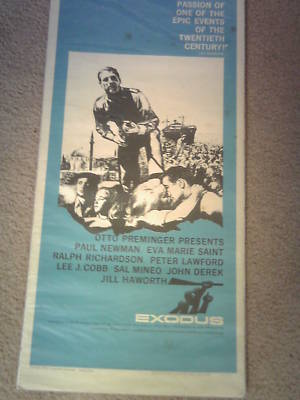 PASSION OF
ONE OF THE
EPIC EVENTS
OF THE
TWENTIETH
CENTURY!"
OTTO PREMINGER PRESENTS
PAUL NEWMAN, EVA MARIE SAINT
RALPH RICHARDSON, PETER LAWFORD
LEE J. COBB SAL MINEO JOHN DEREK
JILL HAWORTH
EXODUS